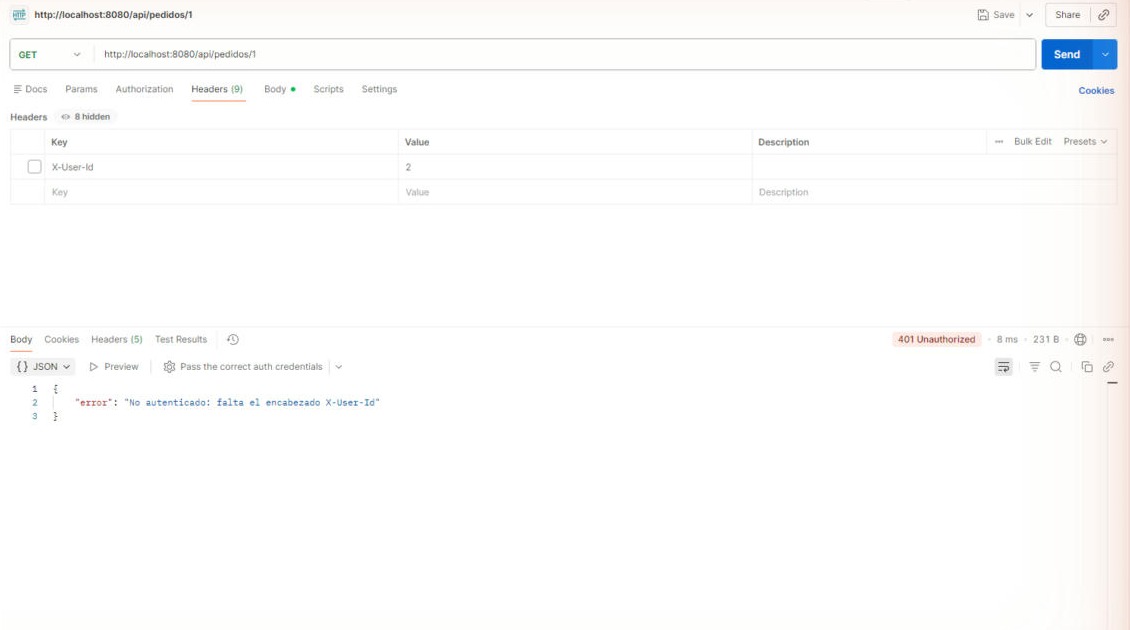 HTTP http://localhost:8080/api/pedidos/1 Save Share
GET http://localhost:8080/api/pedidos/1 Send
Docs Params Authorization Headers (9) Body Scripts Settings Cookies
Headers 8 hidden
Key Value Description ••• Bulk Edit Presets
X-User-Id 2
Key Value Description
Body Cookies Headers (5) Test Results 401 Unauthorized • 8 ms • 231 B •••
{} JSON Preview Pass the correct auth credentials
1 {
2 "error": "No autenticado: falta el encabezado X-User-Id"
3 }